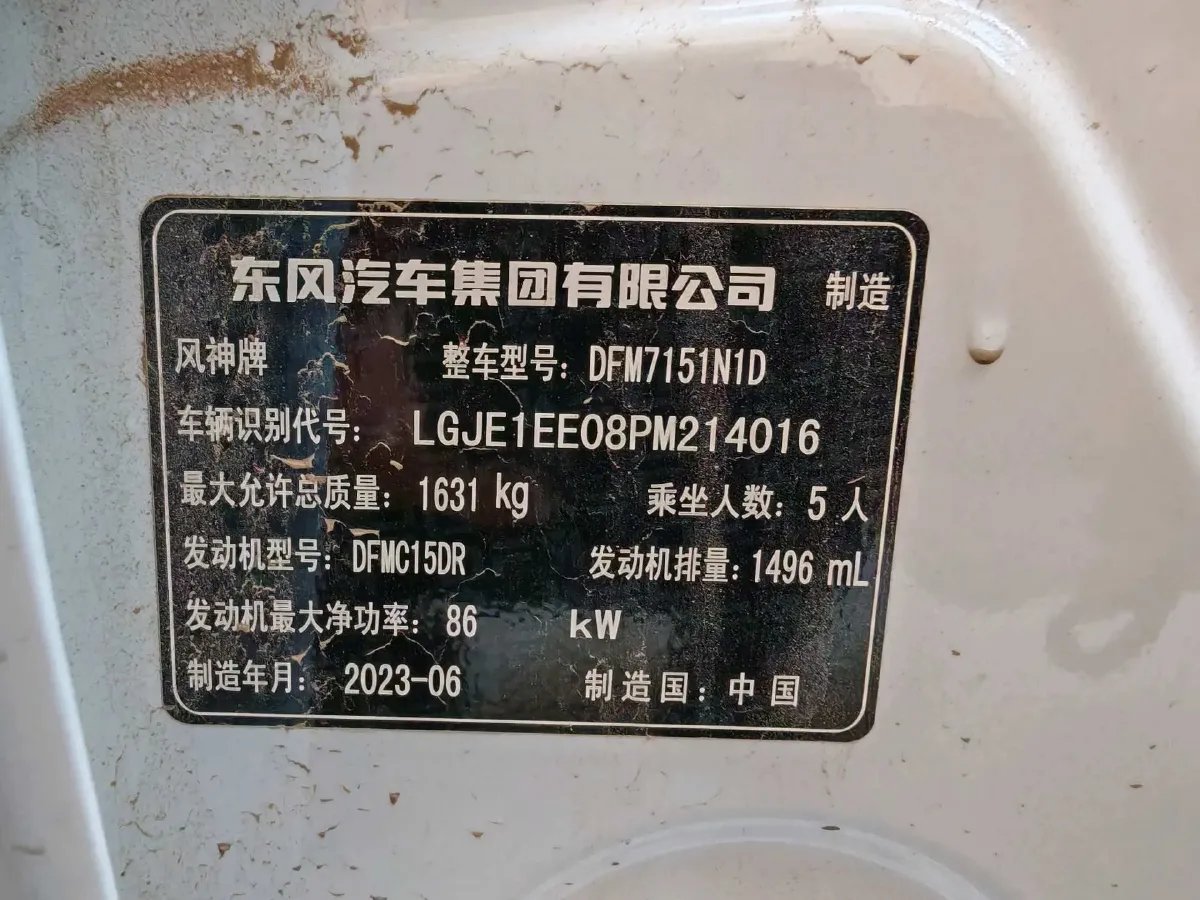 东风汽车集团有限公司 制造
风神牌 整车型号：DFM7151N1D
车辆识别代号： LGJE1EE08PM214016
最大允许总质量：1631 kg 乘坐人数：5 人
发动机型号：DFMC15DR 发动机排量：1496 mL
发动机最大净功率：86 kW
制造年月： 2023-06 制造国：中国